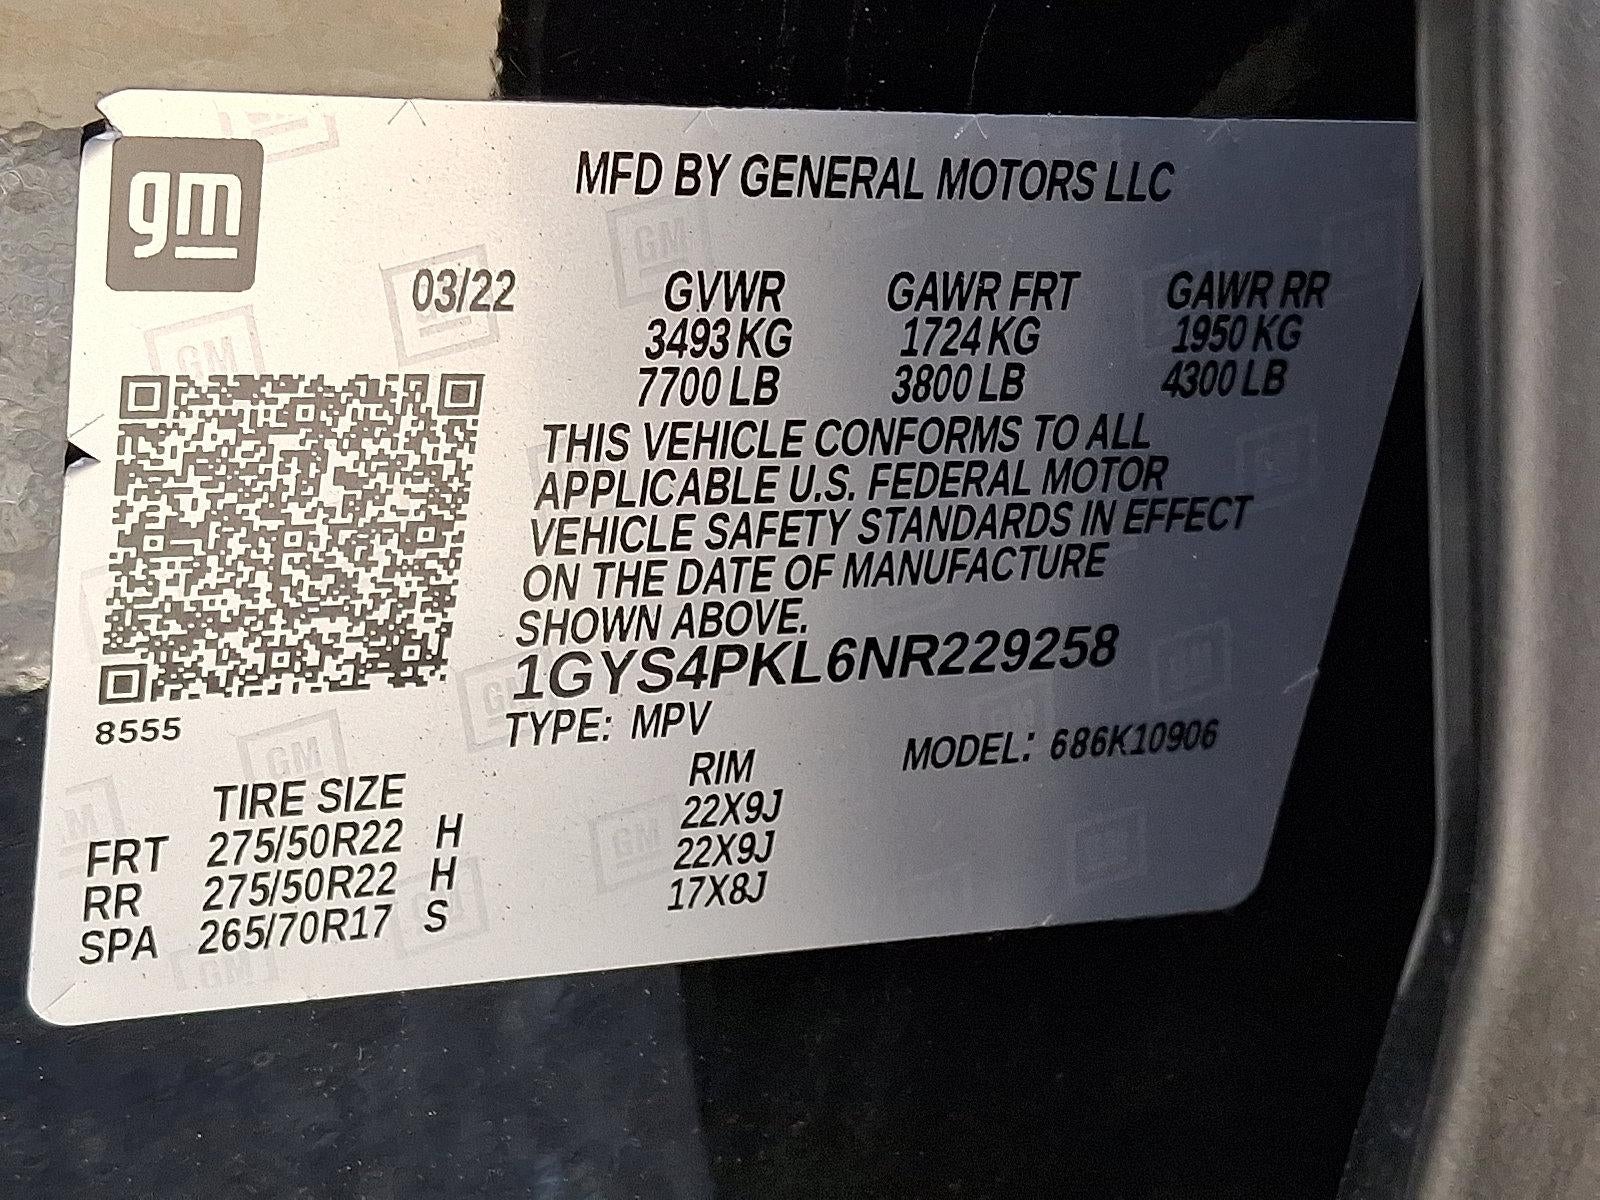 gm
MFD BY GENERAL MOTORS LLC
03/22 GVWR GAWR FRT GAWR RR
3493 KG 1724 KG 1950 KG
7700 LB 3800 LB 4300 LB
THIS VEHICLE CONFORMS TO ALL
APPLICABLE U.S. FEDERAL MOTOR
VEHICLE SAFETY STANDARDS IN EFFECT
ON THE DATE OF MANUFACTURE
SHOWN ABOVE.
1GYS4PKL6NR229258
8555
TYPE: MPV MODEL: 686K10906
TIRE SIZE RIM
FRT 275/50R22 H 22X9J
RR 275/50R22 H 22X9J
SPA 265/70R17 S 17X8J